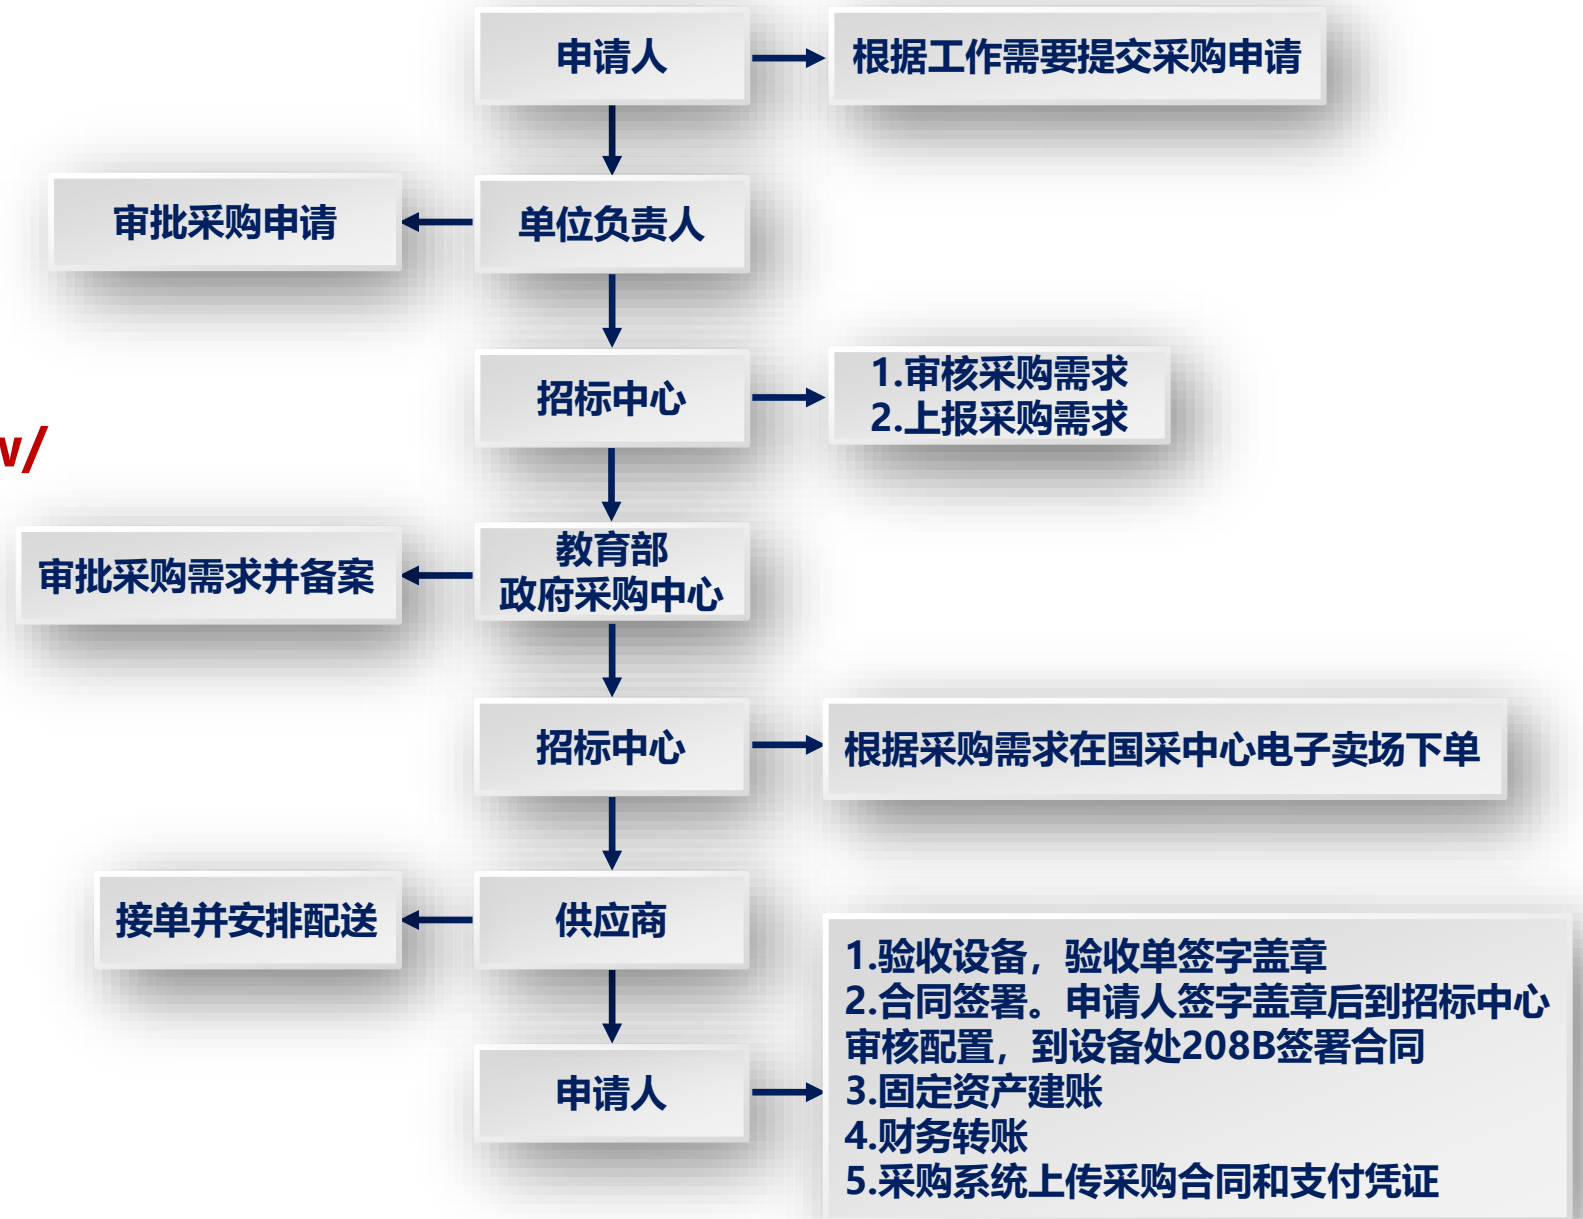 申请人
根据工作需要提交采购申请
审批采购申请
单位负责人
招标中心
1.审核采购需求
2.上报采购需求
w/
审批采购需求并备案
教育部
政府采购中心
招标中心
根据采购需求在国采中心电子卖场下单
接单并安排配送
供应商
申请人
1.验收设备，验收单签字盖章
2.合同签署。申请人签字盖章后到招标中心
审核配置，到设备处208B签署合同
3.固定资产建账
4.财务转账
5.采购系统上传采购合同和支付凭证